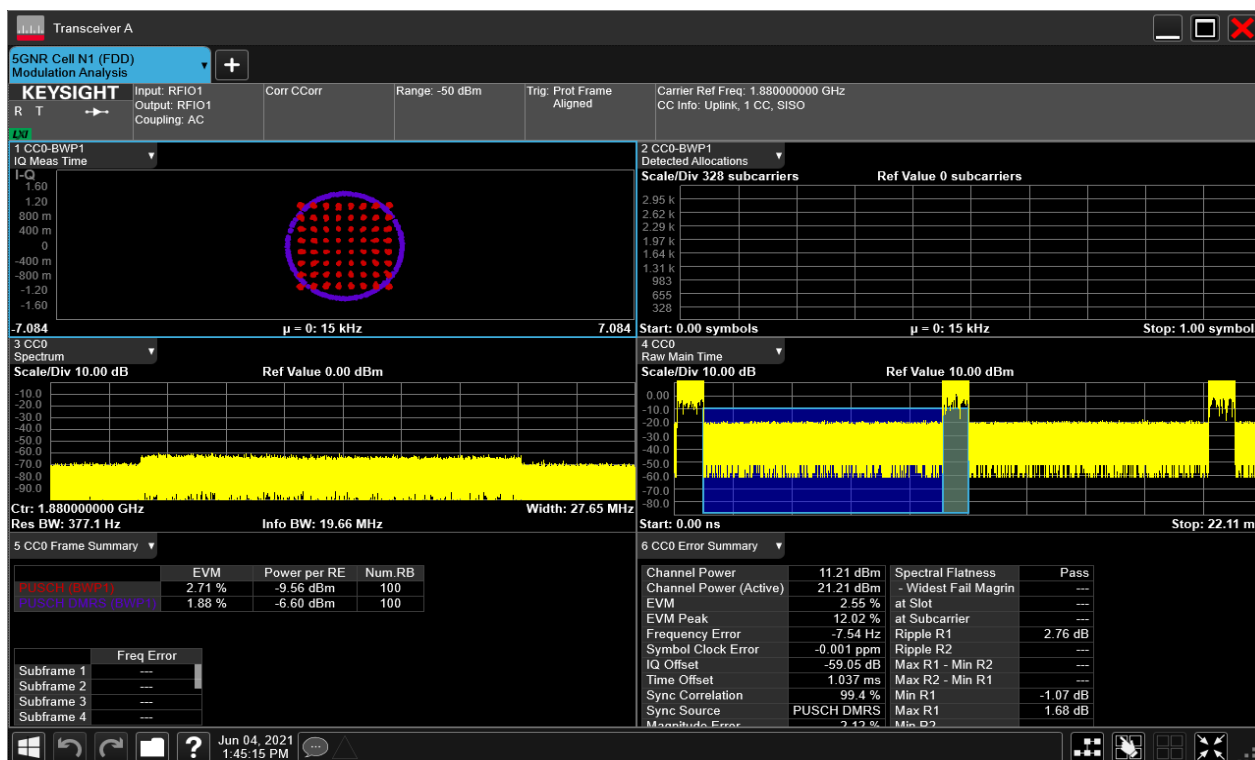 Transceiver A
5GNR Cell N1 (FDD)
Modulation Analysis
+
KEYSIGHT
R T
LXI
Input: RFIO1
Output: RFIO1
Coupling: AC
Corr CCorr
Range: -50 dBm
Trig: Prot Frame
Aligned
Carrier Ref Freq: 1.880000000 GHz
CC Info: Uplink, 1 CC, SISO
1 CC0-BWP1
IQ Meas Time
I-Q
1.60
1.20
800 m
400 m
0
-400 m
-800 m
-1.20
-1.60
-7.084 µ = 0: 15 kHz 7.084
2 CC0-BWP1
Detected Allocations
Scale/Div 328 subcarriers Ref Value 0 subcarriers
2.95 k
2.62 k
2.29 k
1.97 k
1.64 k
1.31 k
983
655
328
Start: 0.00 symbols µ = 0: 15 kHz Stop: 1.00 symbol
3 CC0
Spectrum
Scale/Div 10.00 dB Ref Value 0.00 dBm
-10.0
-20.0
-30.0
-40.0
-50.0
-60.0
-70.0
-80.0
-90.0
Ctr: 1.880000000 GHz Width: 27.65 MHz
Res BW: 377.1 Hz Info BW: 19.66 MHz
4 CC0
Raw Main Time
Scale/Div 10.00 dB Ref Value 10.00 dBm
0.00
-10.0
-20.0
-30.0
-40.0
-50.0
-60.0
-70.0
-80.0
Start: 0.00 ns Stop: 22.11 m
5 CC0 Frame Summary
EVM Power per RE Num.RB
PUSCH (BWP1) 2.71 % -9.56 dBm 100
PUSCH DMRS (BWP1) 1.88 % -6.60 dBm 100
Freq Error
Subframe 1 ---
Subframe 2 ---
Subframe 3 ---
Subframe 4 ---
6 CC0 Error Summary
Channel Power 11.21 dBm Spectral Flatness Pass
Channel Power (Active) 21.21 dBm - Widest Fail Magrin ---
EVM 2.55 % at Slot ---
EVM Peak 12.02 % at Subcarrier ---
Frequency Error -7.54 Hz Ripple R1 2.76 dB
Symbol Clock Error -0.001 ppm Ripple R2 ---
IQ Offset -59.05 dB Max R1 - Min R2 ---
Time Offset 1.037 ms Max R2 - Min R1 ---
Sync Correlation 99.4 % Min R1 -1.07 dB
Sync Source PUSCH DMRS Max R1 1.68 dB
Magnitude Error 2.12 % Min R2
?
Jun 04, 2021
1:45:15 PM